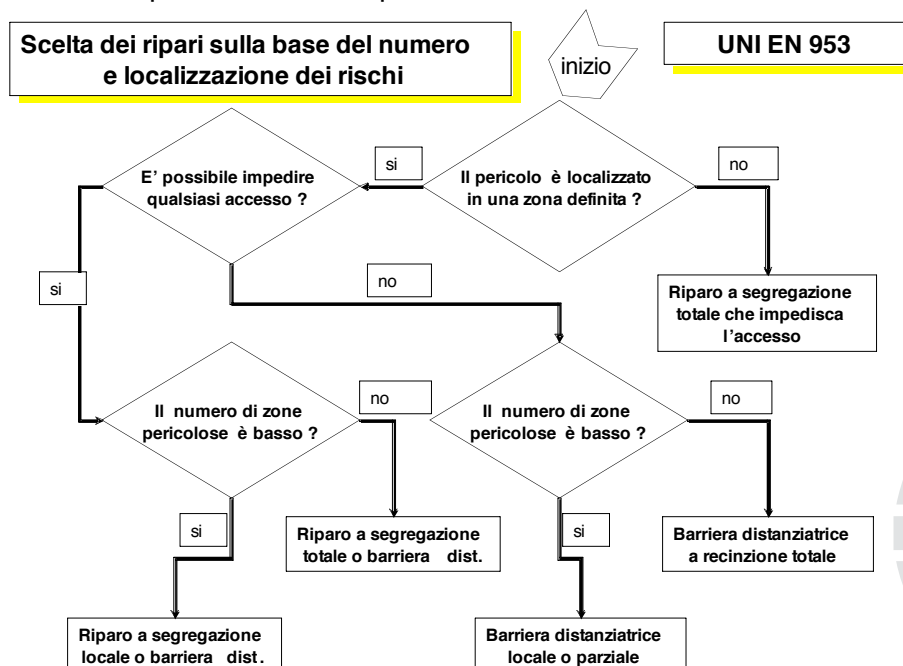 Scelta dei ripari sulla base del numero
e localizzazione dei rischi
inizio
UNI EN 953
E' possibile impedire
qualsiasi accesso ?
si
Il pericolo è localizzato
in una zona definita ?
no
si
no
Riparo a segregazione
totale che impedisca
l'accesso
Il numero di zone
pericolose è basso ?
no
Il numero di zone
pericolose è basso ?
no
si
Riparo a segregazione
totale o barriera dist.
si
Barriera distanziatrice
a recinzione totale
Riparo a segregazione
locale o barriera dist.
Barriera distanziatrice
locale o parziale